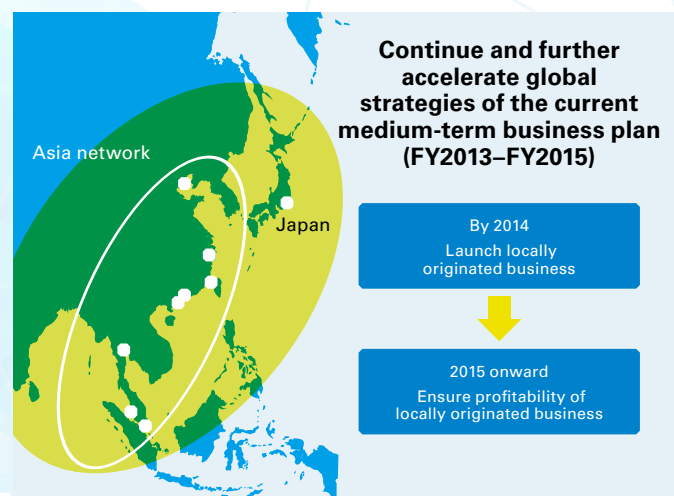 Continue and further
accelerate global
strategies of the current
medium-term business plan
(FY2013–FY2015)
Asia network
Japan
By 2014
Launch locally
originated business
2015 onward
Ensure profitability of
locally originated business